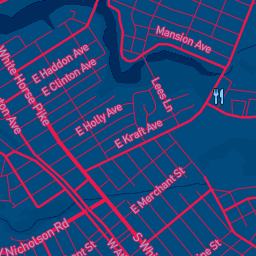 Mansion Ave
E Haddon Ave
E Clinton Ave
White Horse Pike
Lees Ln
E Holly Ave
E Kraft Ave
E Merchant St
Nicholson Rd